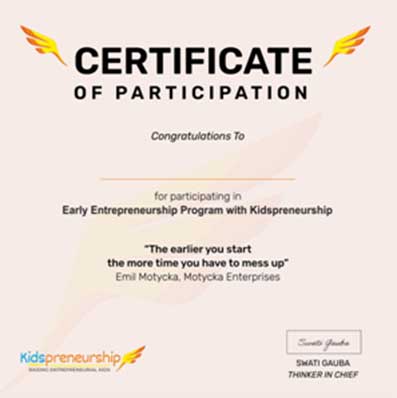 CERTIFICATE
OF PARTICIPATION
Congratulations To
for participating in
Early Entrepreneurship Program with Kidspreneurship
"The earlier you start
the more time you have to mess up"
Emil Motycka, Motycka Enterprises
Swati Gauba
SWATI GAUBA
THINKER IN CHIEF
Kidspreneurship
RAISING ENTREPRENEURIAL KIDS